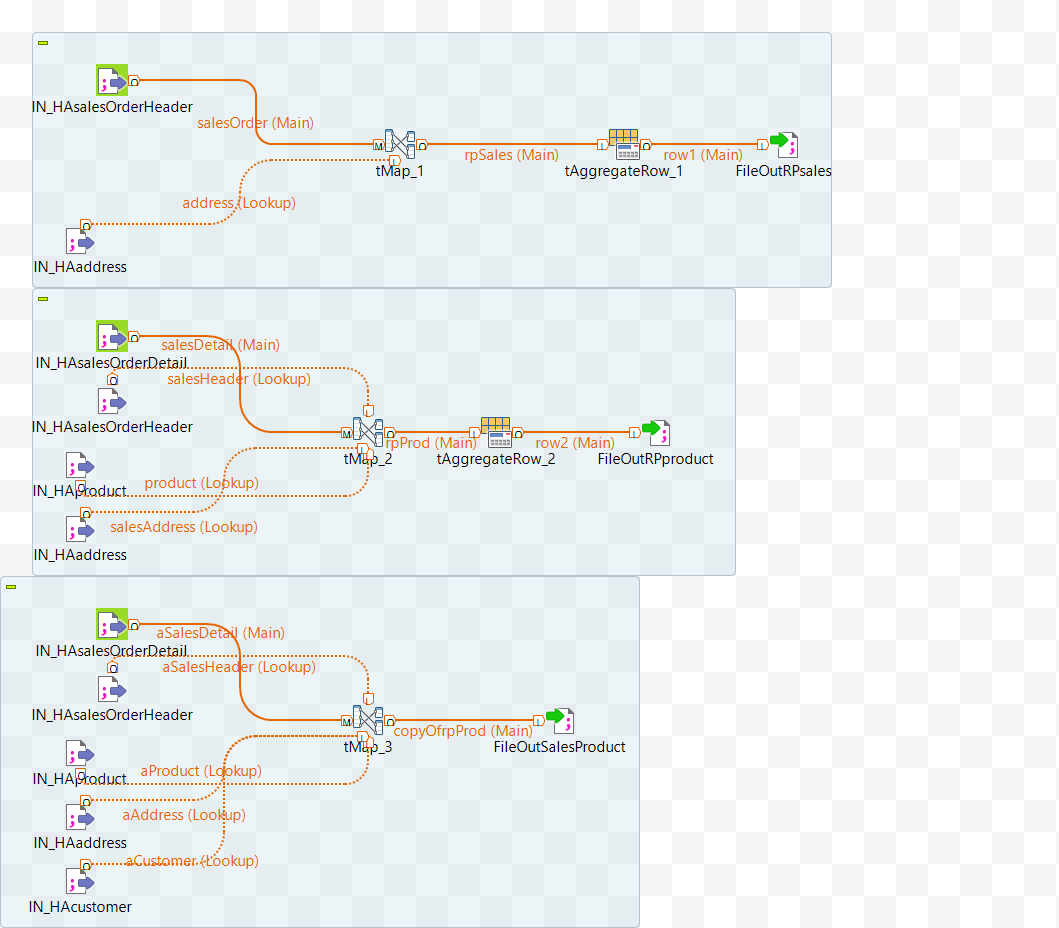 IN_HAsalesOrderHeader
salesOrder (Main)
tMap_1
rpSales (Main)
tAggregateRow_1
row1 (Main)
FileOutRPsales
address (Lookup)
IN_HAaddress
salesDetail (Main)
IN_HAsalesOrderDetail
salesHeader (Lookup)
IN_HAsalesOrderHeader
rpProd (Main)
row2 (Main)
tMap_2
tAggregateRow_2
FileOutRPproduct
product (Lookup)
IN_HAproduct
salesAddress (Lookup)
IN_HAaddress
aSalesDetail (Main)
IN_HAsalesOrderDetail
aSalesHeader (Lookup)
IN_HAsalesOrderHeader
copyOfrpProd (Main)
tMap_3
FileOutSalesProduct
aProduct (Lookup)
IN_HAproduct
aAddress (Lookup)
IN_HAaddress
aCustomer (Lookup)
IN_HAcustomer